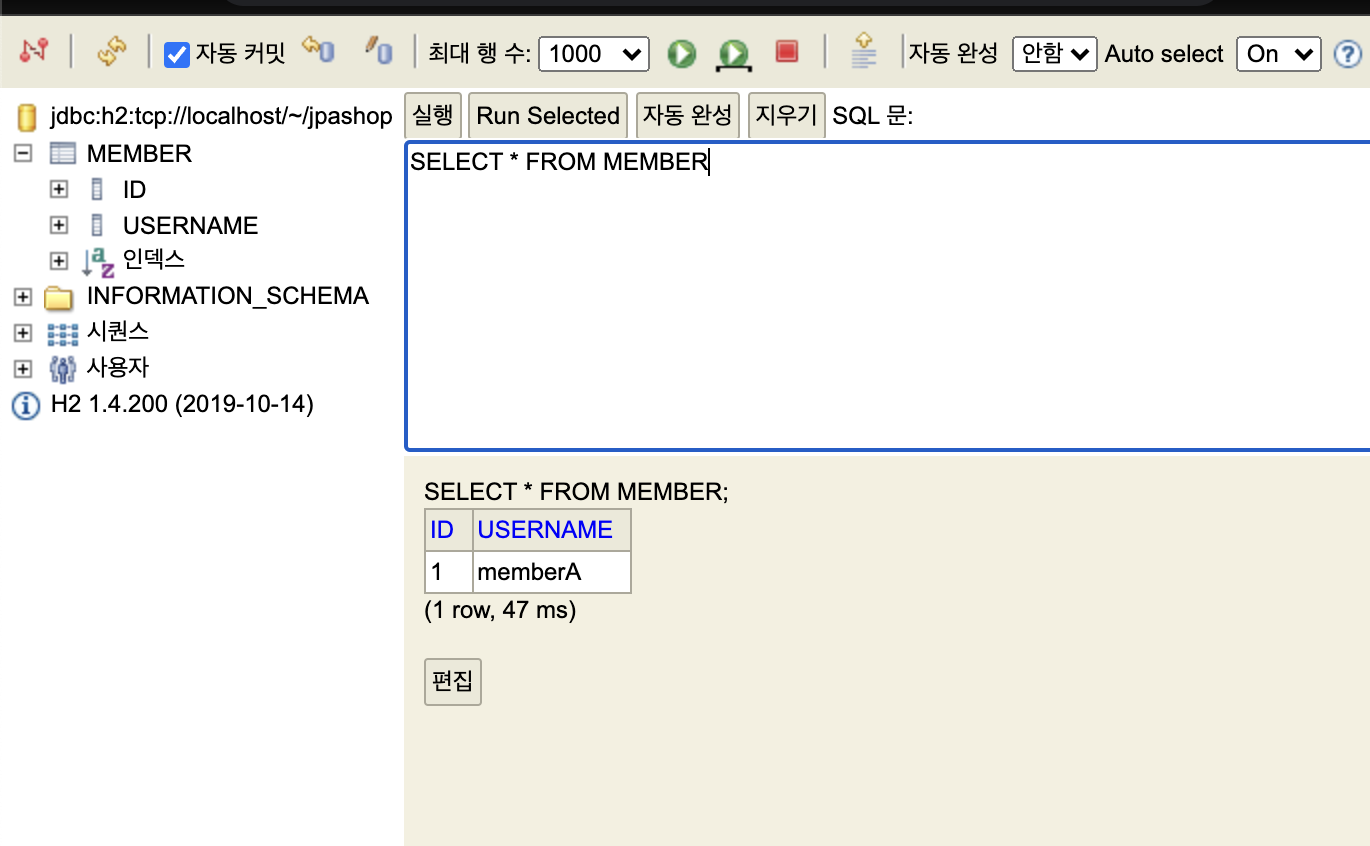 자동 커밋 최대 행 수: 1000 자동 완성 안함 Auto select On
jdbc:h2:tcp://localhost/~/jpashop
MEMBER
ID
USERNAME
인덱스
INFORMATION_SCHEMA
시퀀스
사용자
H2 1.4.200 (2019-10-14)
실행 Run Selected 자동 완성 지우기 SQL 문:
SELECT * FROM MEMBER
SELECT * FROM MEMBER;
ID USERNAME
1 memberA
(1 row, 47 ms)
편집